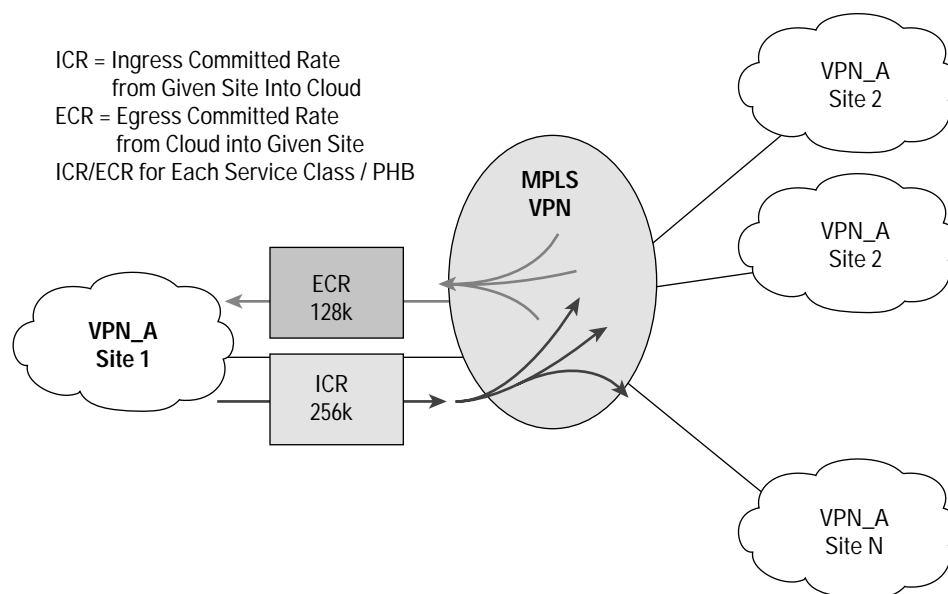 ICR = Ingress Committed Rate
from Given Site Into Cloud
ECR = Egress Committed Rate
from Cloud into Given Site
ICR/ECR for Each Service Class / PHB
VPN_A
Site 2
MPLS
VPN
VPN_A
Site 2
ECR
128k
VPN_A
Site 1
ICR
256k
VPN_A
Site N